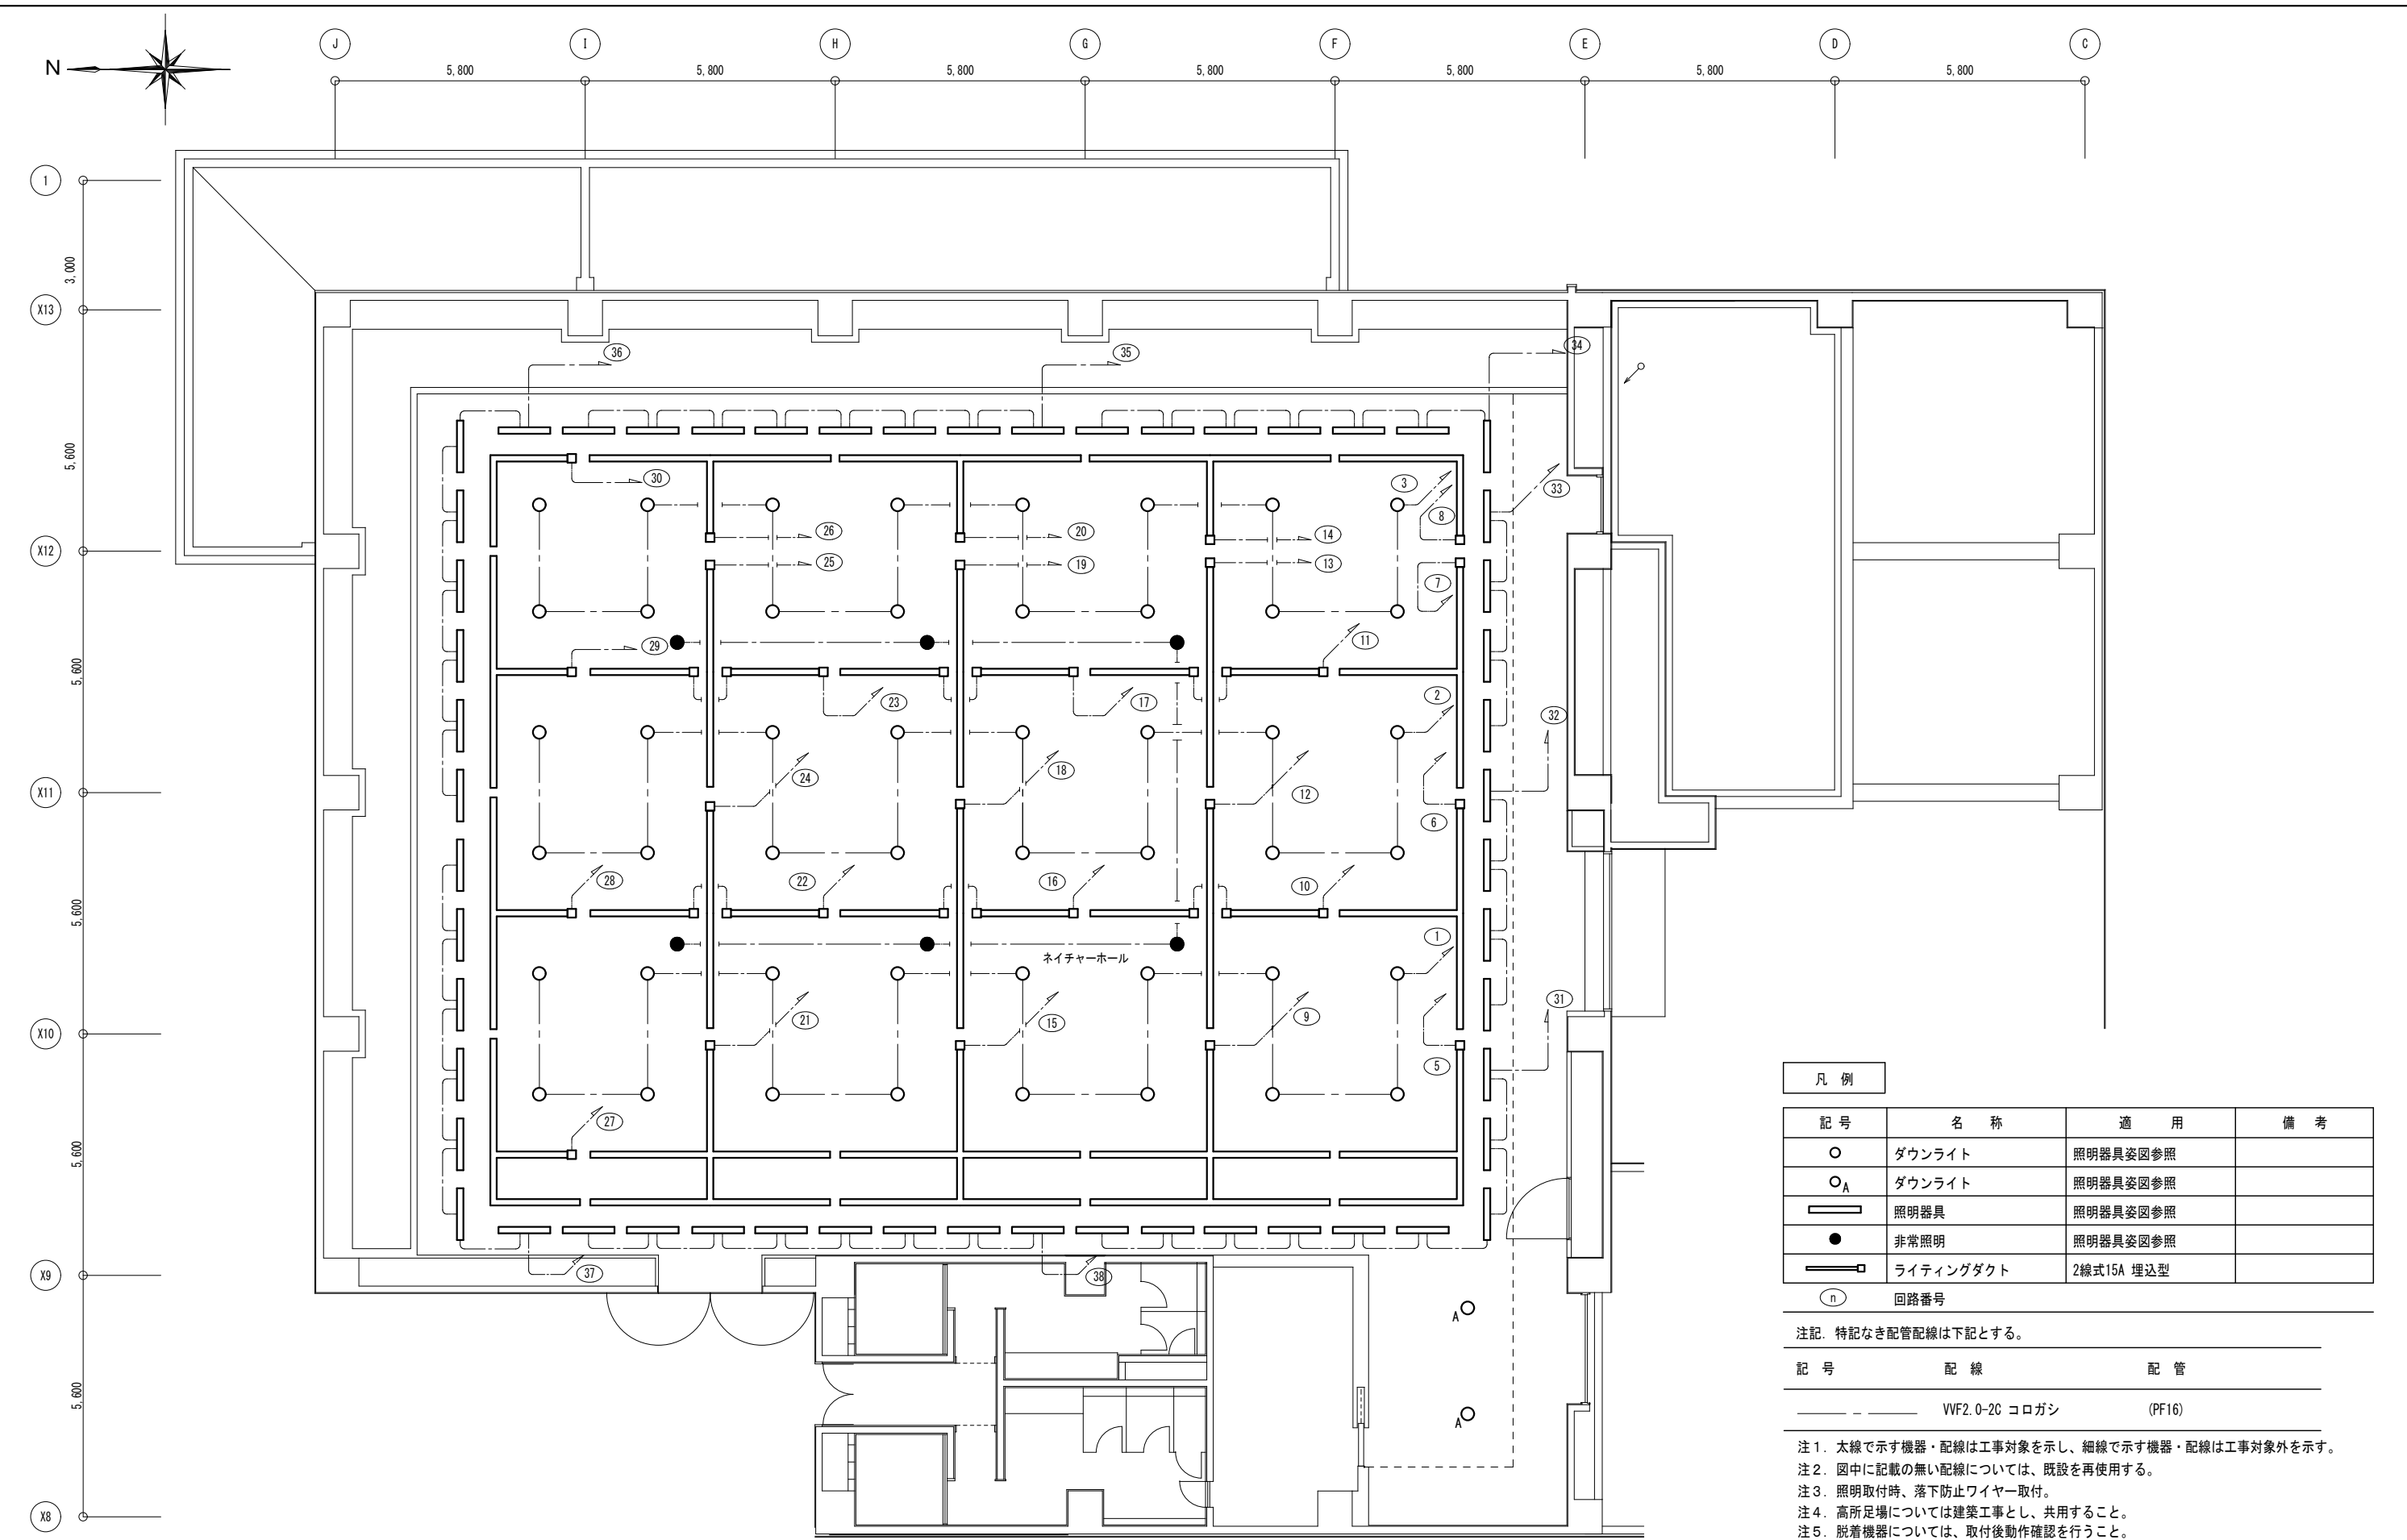 N
J
I
H
G
F
E
D
C
5,800
5,800
5,800
5,800
5,800
5,800
5,800
1
3,000
X13
5,600
X12
5,600
X11
5,600
X10
5,600
X9
5,600
X8
36
35
34
30
3
33
8
26
20
14
25
19
13
7
29
11
23
17
2
32
24
18
12
6
28
22
16
10
1
ネイチャーホール
31
21
15
9
5
27
37
38
A
A
凡 例
記 号 名 称 適 用 備 考
ダウンライト 照明器具姿図参照
A ダウンライト 照明器具姿図参照
照明器具 照明器具姿図参照
非常照明 照明器具姿図参照
ライティングダクト 2線式15A 埋込型
n 回路番号
注記. 特記なき配管配線は下記とする。
記 号 配 線 配 管
VVF2.0-2C コロガシ (PF16)
注１. 太線で示す機器・配線は工事対象を示し、細線で示す機器・配線は工事対象外を示す。
注２. 図中に記載の無い配線については、既設を再使用する。
注３. 照明取付時、落下防止ワイヤー取付。
注４. 高所足場については建築工事とし、共用すること。
注５. 脱着機器については、取付後動作確認を行うこと。